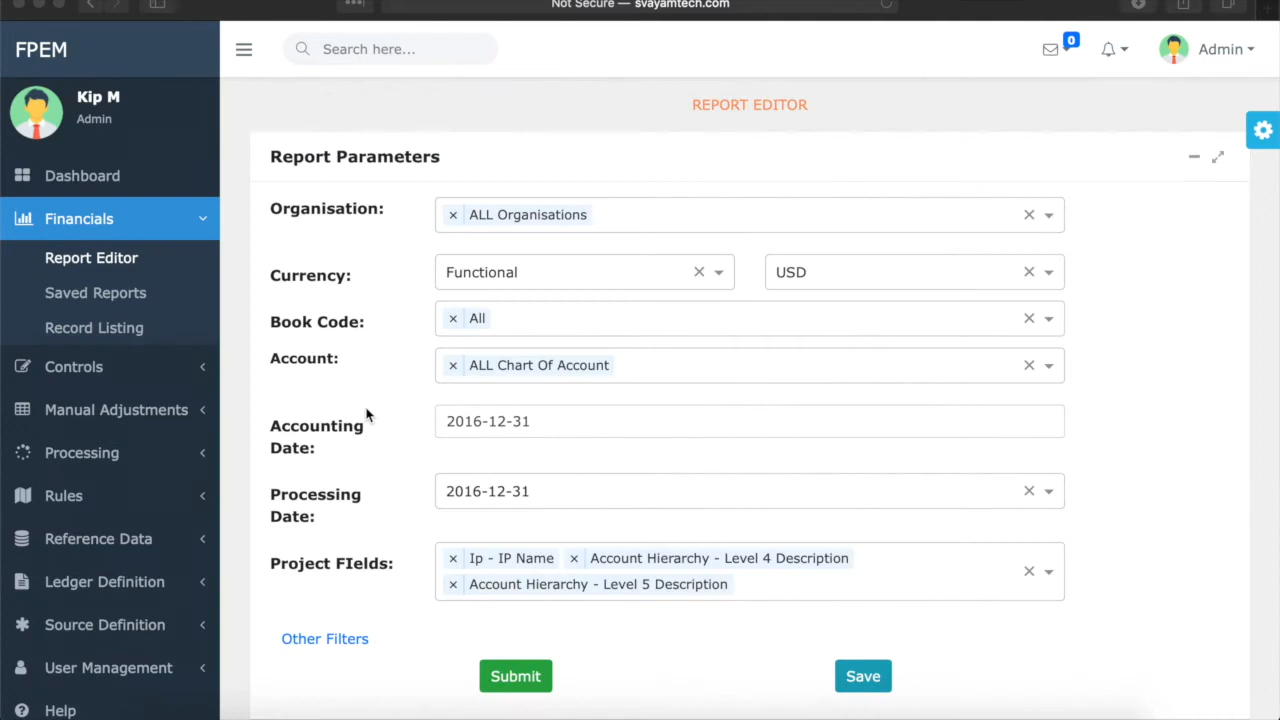 Not Secure — svayamtech.com
FPEM
Search here...
0
Admin
Kip M
Admin
Dashboard
Financials
Report Editor
Saved Reports
Record Listing
Controls
Manual Adjustments
Processing
Rules
Reference Data
Ledger Definition
Source Definition
User Management
Help
REPORT EDITOR
Report Parameters
Organisation:
× ALL Organisations
Currency:
Functional
USD
Book Code:
× All
Account:
× ALL Chart Of Account
Accounting
Date:
2016-12-31
Processing
Date:
2016-12-31
Project FIelds:
× Ip - IP Name × Account Hierarchy - Level 4 Description
× Account Hierarchy - Level 5 Description
Other Filters
Submit
Save